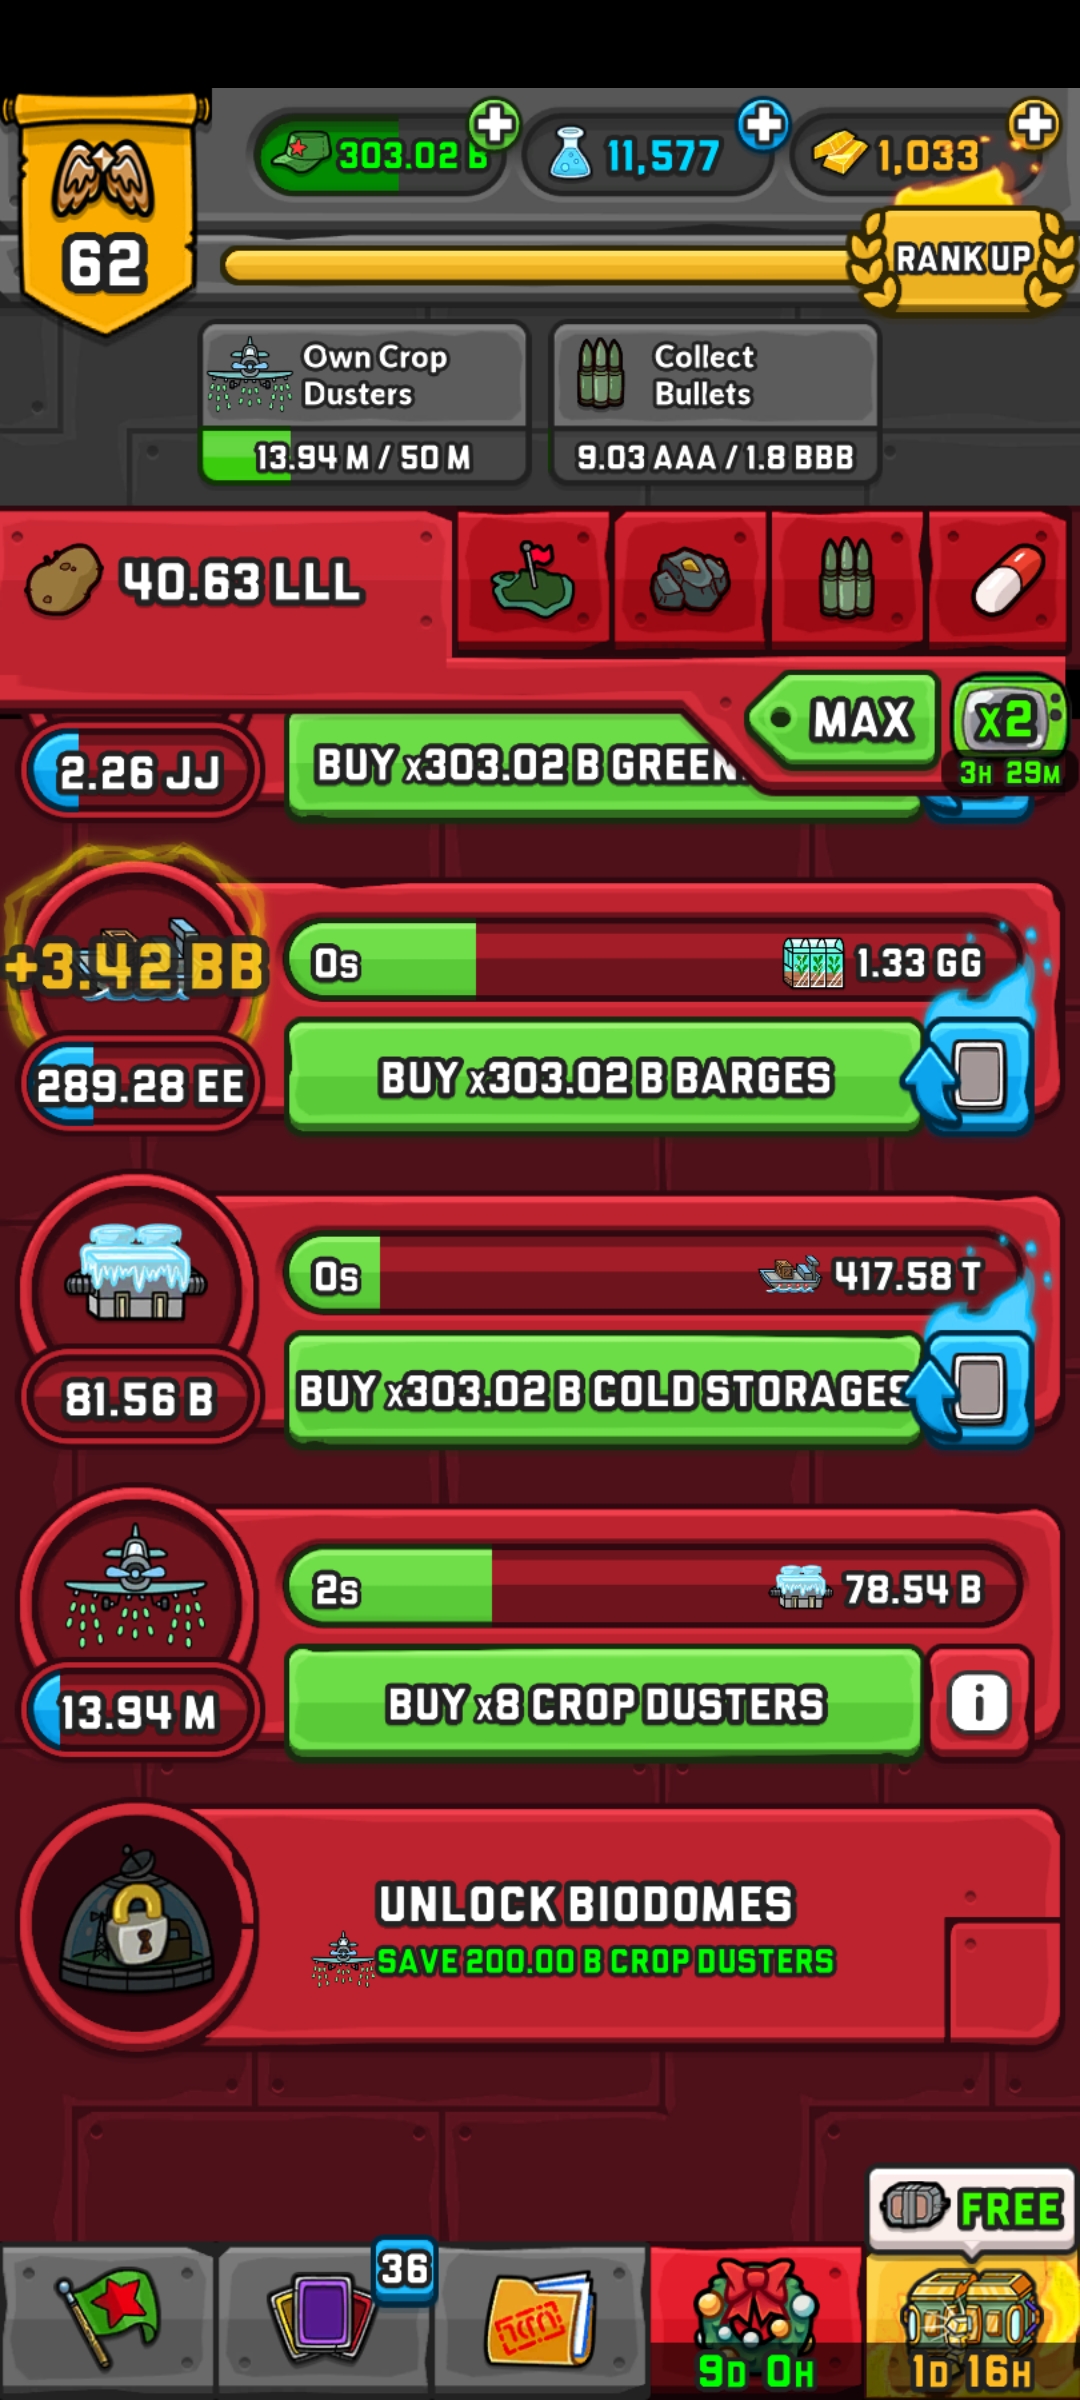 303.02 B
11,577
1,033
62
RANK UP
Own Crop
Dusters
13.94 M / 50 M
Collect
Bullets
9.03 AAA / 1.8 BBB
40.63 LLL
MAX
x2
3H 29M
2.26 JJ
BUY x303.02 B GREEN
+3.42 BB
0s
1.33 GG
289.28 EE
BUY x303.02 B BARGES
0s
417.58 T
81.56 B
BUY x303.02 B COLD STORAGES
2s
78.54 B
13.94 M
BUY x8 CROP DUSTERS
i
UNLOCK BIODOMES
SAVE 200.00 B CROP DUSTERS
FREE
36
9D 0H
1D 16H